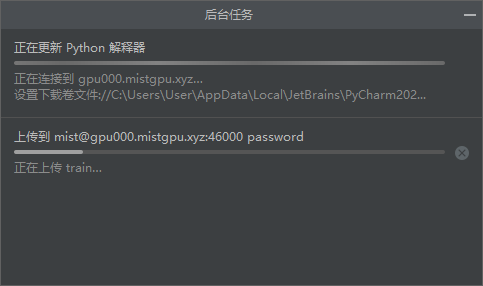 后台任务
正在更新 Python 解释器
正在连接到 gpu000.mistgpu.xyz...
设置下载卷文件://C:\Users\User\AppData\Local\JetBrains\PyCharm202...
上传到 mist@gpu000.mistgpu.xyz:46000 password
正在上传 train...